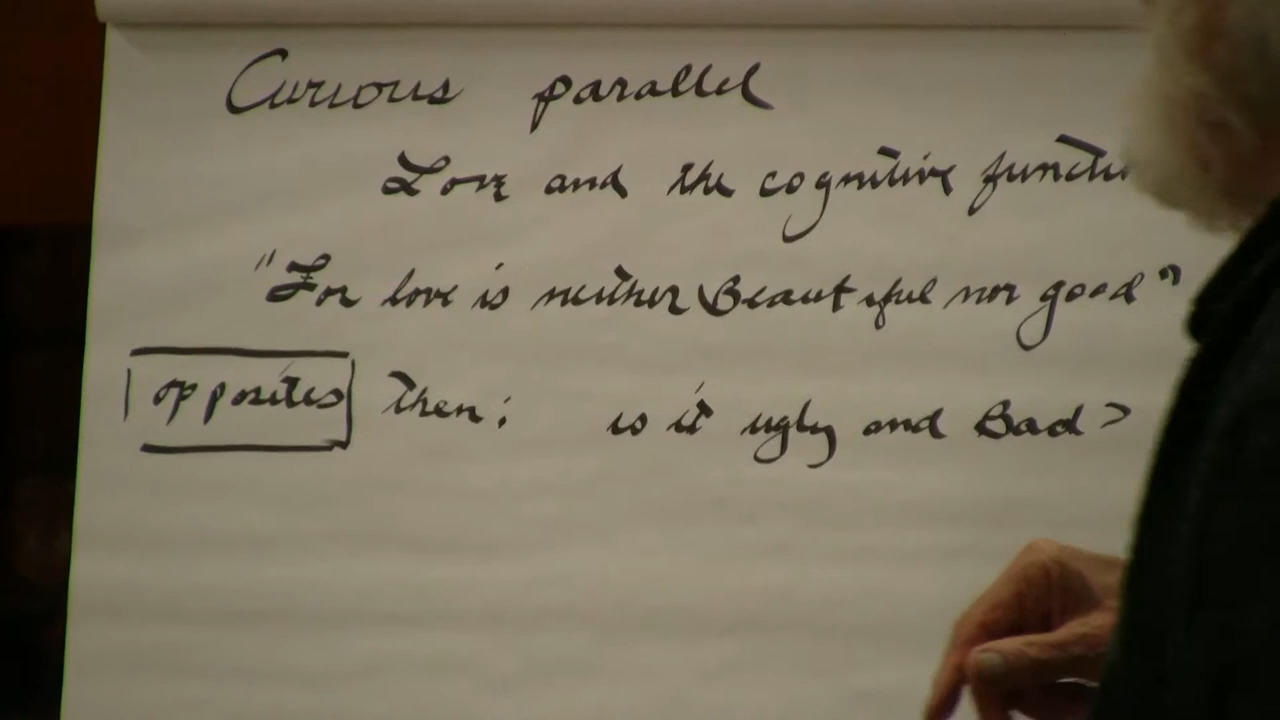 Curious parallel
Love and the cognitive functi
"For love is neither Beautiful nor good"
opposites then: is it ugly and Bad?